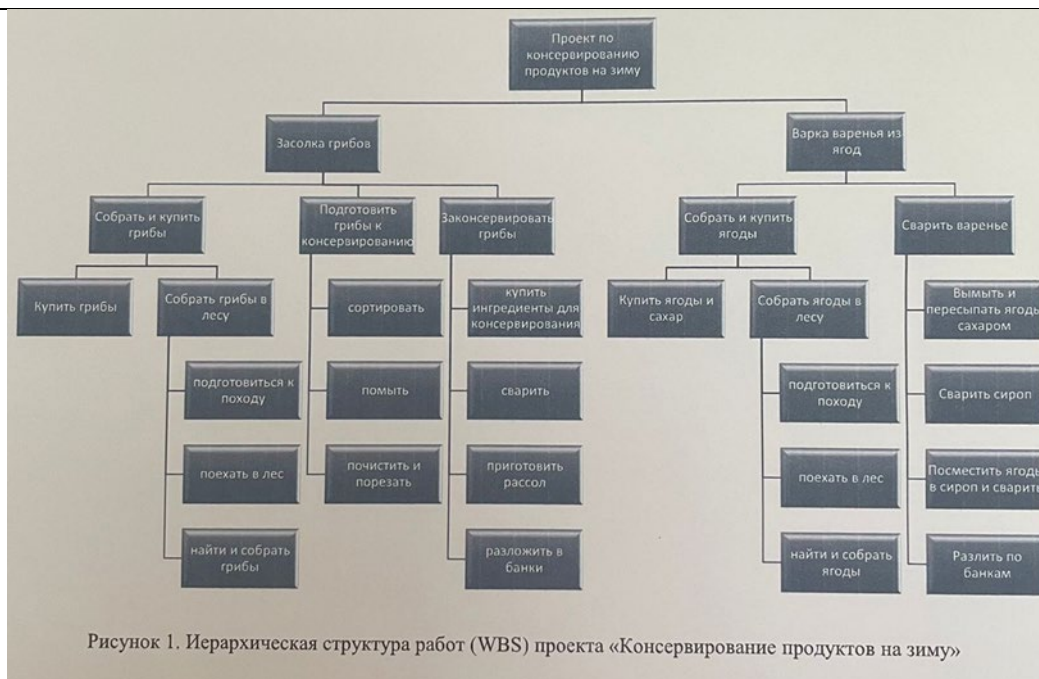 Проект по
консервированию
продуктов на зиму
Засолка грибов
Варка варенья из
ягод
Собрать и купить
грибы
Подготовить
грибы к
консервированию
Законсервировать
грибы
Собрать и купить
ягоды
Сварить варенье
Купить грибы
Собрать грибы в
лесу
сортировать
купить
ингредиенты для
консервирования
Купить ягоды и
сахар
Собрать ягоды в
лесу
Вымыть и
пересыпать ягоды
сахаром
подготовиться к
походу
помыть
сварить
подготовиться к
походу
Сварить сироп
поехать в лес
почистить и
порезать
приготовить
рассол
поехать в лес
Посместить ягоды
в сироп и сварить
найти и собрать
грибы
разложить в
банки
найти и собрать
ягоды
Разлить по
банкам
Рисунок 1. Иерархическая структура работ (WBS) проекта «Консервирование продуктов на зиму»